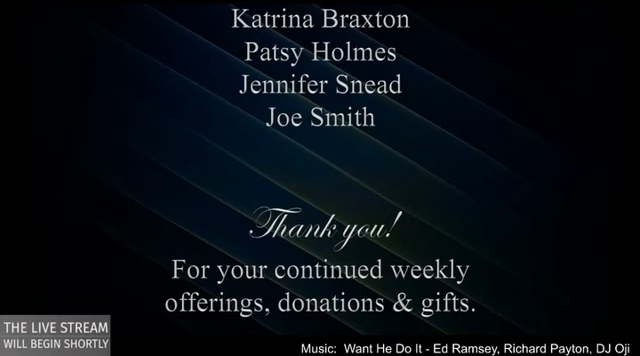 Katrina Braxton
Patsy Holmes
Jennifer Snead
Joe Smith
Thank you!
For your continued weekly
offerings, donations & gifts.
THE LIVE STREAM
WILL BEGIN SHORTLY
Music:  Want He Do It - Ed Ramsey, Richard Payton, DJ Oji